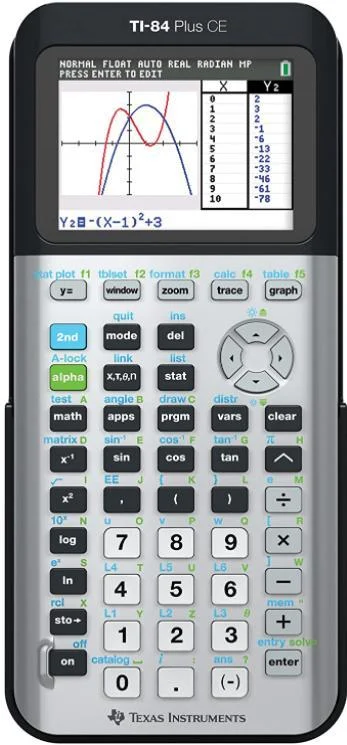 TI-84 Plus CE
NORMAL FLOAT AUTO REAL RADIAN MP
PRESS ENTER TO EDIT
X Y2
0 2
1 3
2 2
3 -1
4 -6
5 -13
6 -22
7 -33
8 -46
9 -61
10 -78
Y2=-(X-1)²+3
stat plot f1 tblset f2 format f3 calc f4 table f5
y= window zoom trace graph
quit ins
2nd mode del
A-lock link list
alpha X,T,θ,n stat
test A angle B draw C distr
math apps prgm vars clear
matrix D sin⁻¹ E cos⁻¹ F tan⁻¹ G π H
x⁻¹ sin cos tan ^
√ I EE J { K } L e M
x² , ( ) ÷
10ˣ N u O v P w Q [ R
log 7 8 9 ×
eˣ S L4 T L5 U L6 V ] W
ln 4 5 6 −
rcl X L1 Y L2 Z L3 θ mem "
sto→ 1 2 3 +
off catalog ⎵ i : ans ? entry solve
on 0 . (-) enter
TEXAS INSTRUMENTS